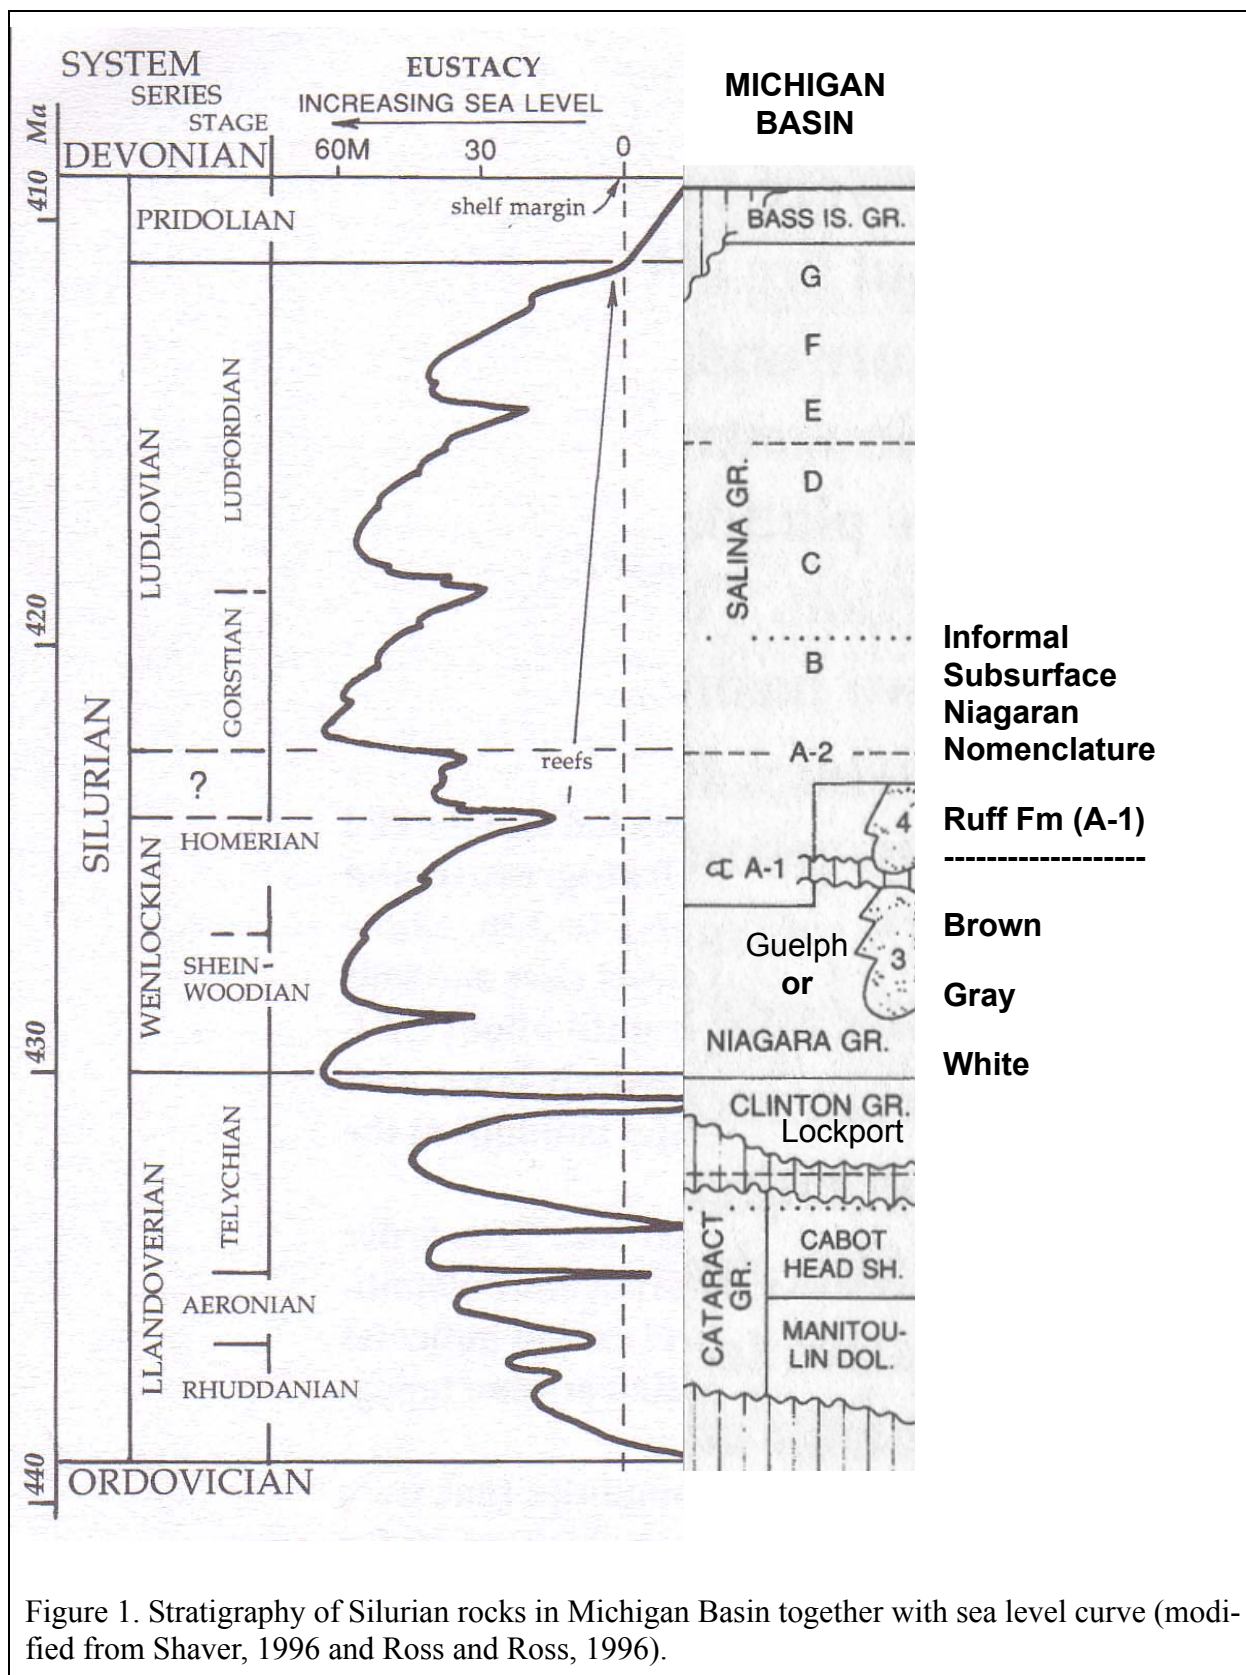 SYSTEM
SERIES
STAGE
DEVONIAN
EUSTACY
INCREASING SEA LEVEL
60M 30 0
MICHIGAN
BASIN
Ma
410
420
430
440
SILURIAN
PRIDOLIAN
LUDLOVIAN
LUDFORDIAN
GORSTIAN
?
WENLOCKIAN
HOMERIAN
SHEIN-
WOODIAN
LLANDOVERIAN
TELYCHIAN
AERONIAN
RHUDDANIAN
ORDOVICIAN
shelf margin
reefs
BASS IS. GR.
G
F
E
SALINA GR.
D
C
B
A-2
4
A-1
3
Guelph
or
NIAGARA GR.
CLINTON GR.
Lockport
CATARACT
GR.
CABOT
HEAD SH.
MANITOU-
LIN DOL.
Informal
Subsurface
Niagaran
Nomenclature
Ruff Fm (A-1)
-------------------
Brown
Gray
White
Figure 1. Stratigraphy of Silurian rocks in Michigan Basin together with sea level curve (modi-
fied from Shaver, 1996 and Ross and Ross, 1996).